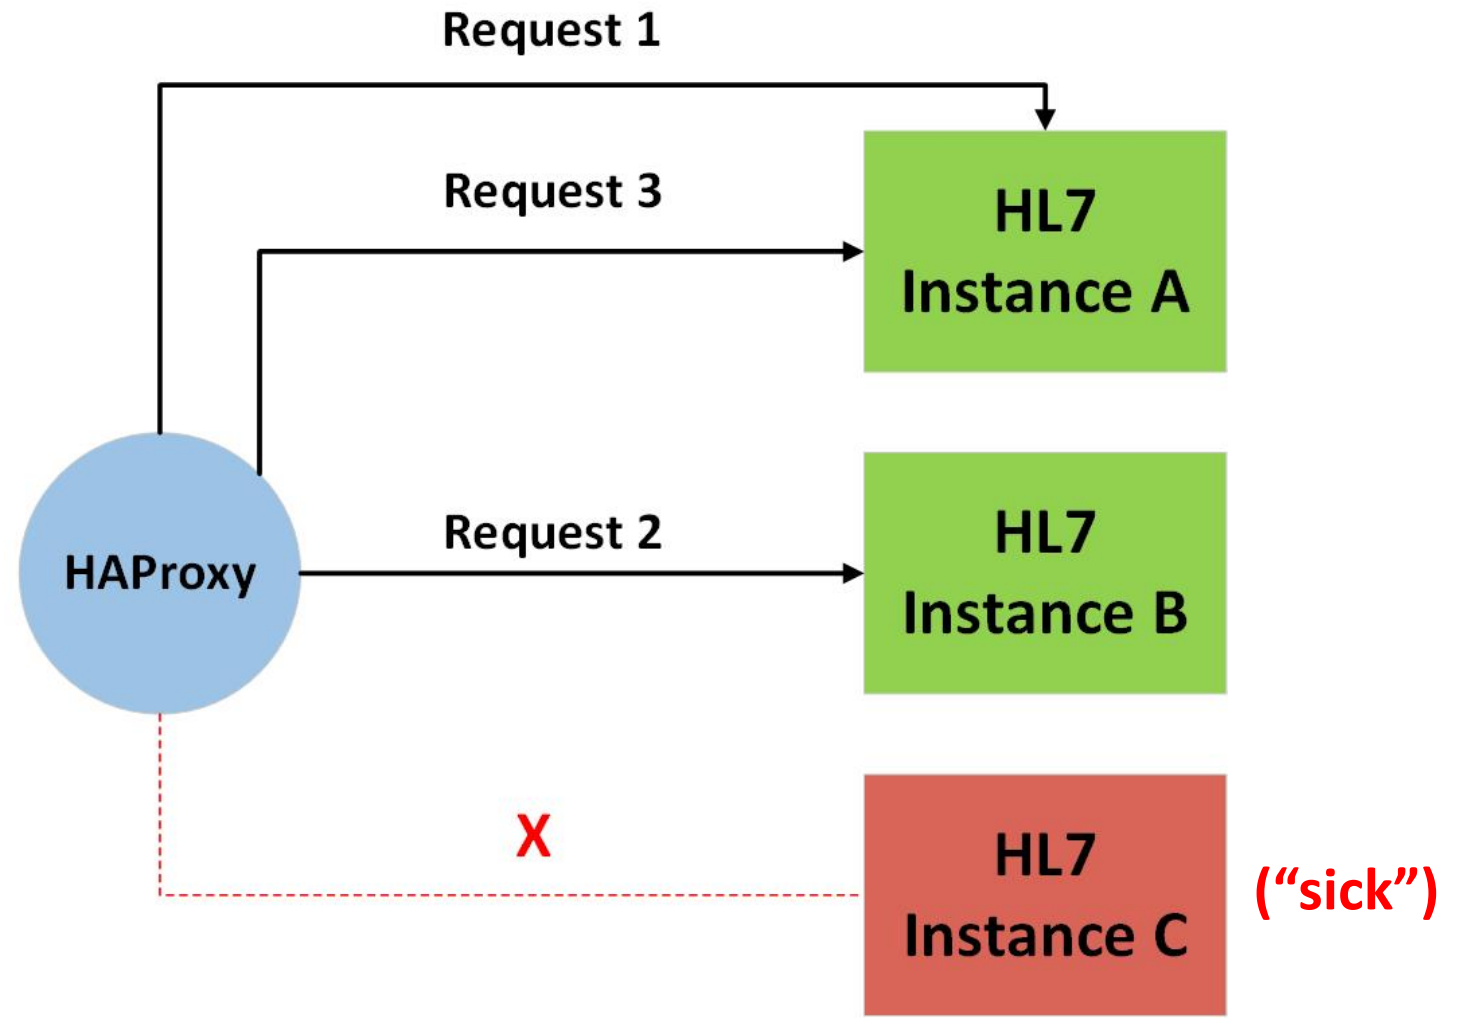 Request 1
Request 3
HL7
Instance A
HAProxy
Request 2
HL7
Instance B
X
HL7
Instance C
(“sick”)